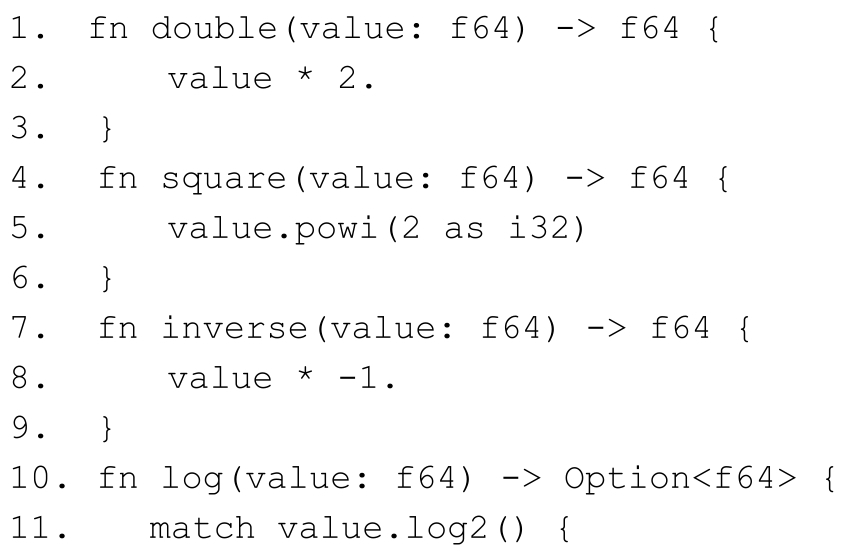 1.  fn double(value: f64) -> f64 {
2.      value * 2.
3.  }
4.  fn square(value: f64) -> f64 {
5.      value.powi(2 as i32)
6.  }
7.  fn inverse(value: f64) -> f64 {
8.      value * -1.
9.  }
10. fn log(value: f64) -> Option<f64> {
11.    match value.log2() {